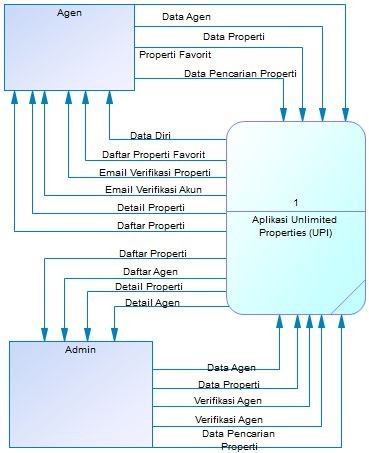 Agen
Data Agen
Data Properti
Properti Favorit
Data Pencarian Properti
Data Diri
Daftar Properti Favorit
Email Verifikasi Properti
Email Verifikasi Akun
Detail Properti
Daftar Properti
1
Aplikasi Unlimited
Properties (UPI)
Daftar Properti
Daftar Agen
Detail Properti
Detail Agen
Admin
Data Agen
Data Properti
Verifikasi Agen
Verifikasi Agen
Data Pencarian
Properti